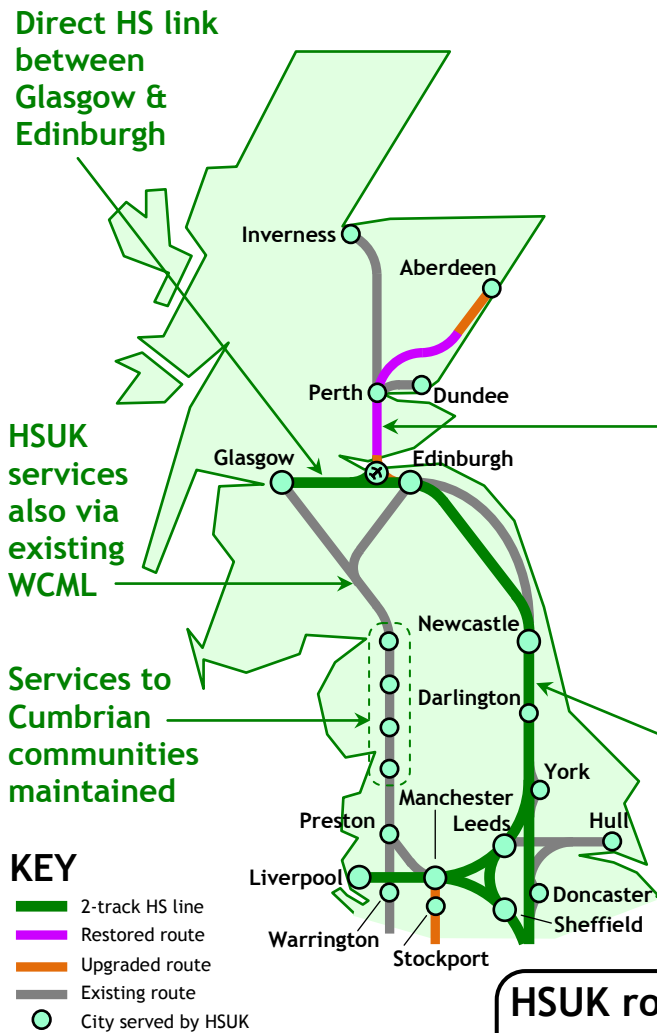 Direct HS link
between
Glasgow &
Edinburgh
Inverness
Aberdeen
Perth
Dundee
HSUK
services
also via
existing
WCML
Glasgow
Edinburgh
Newcastle
Services to
Cumbrian
communities
maintained
Darlington
York
Manchester
Preston
Leeds
Hull
KEY
Liverpool
2-track HS line
Doncaster
Restored route
Sheffield
Warrington
Stockport
Upgraded route
Existing route
City served by HSUK
HSUK ro